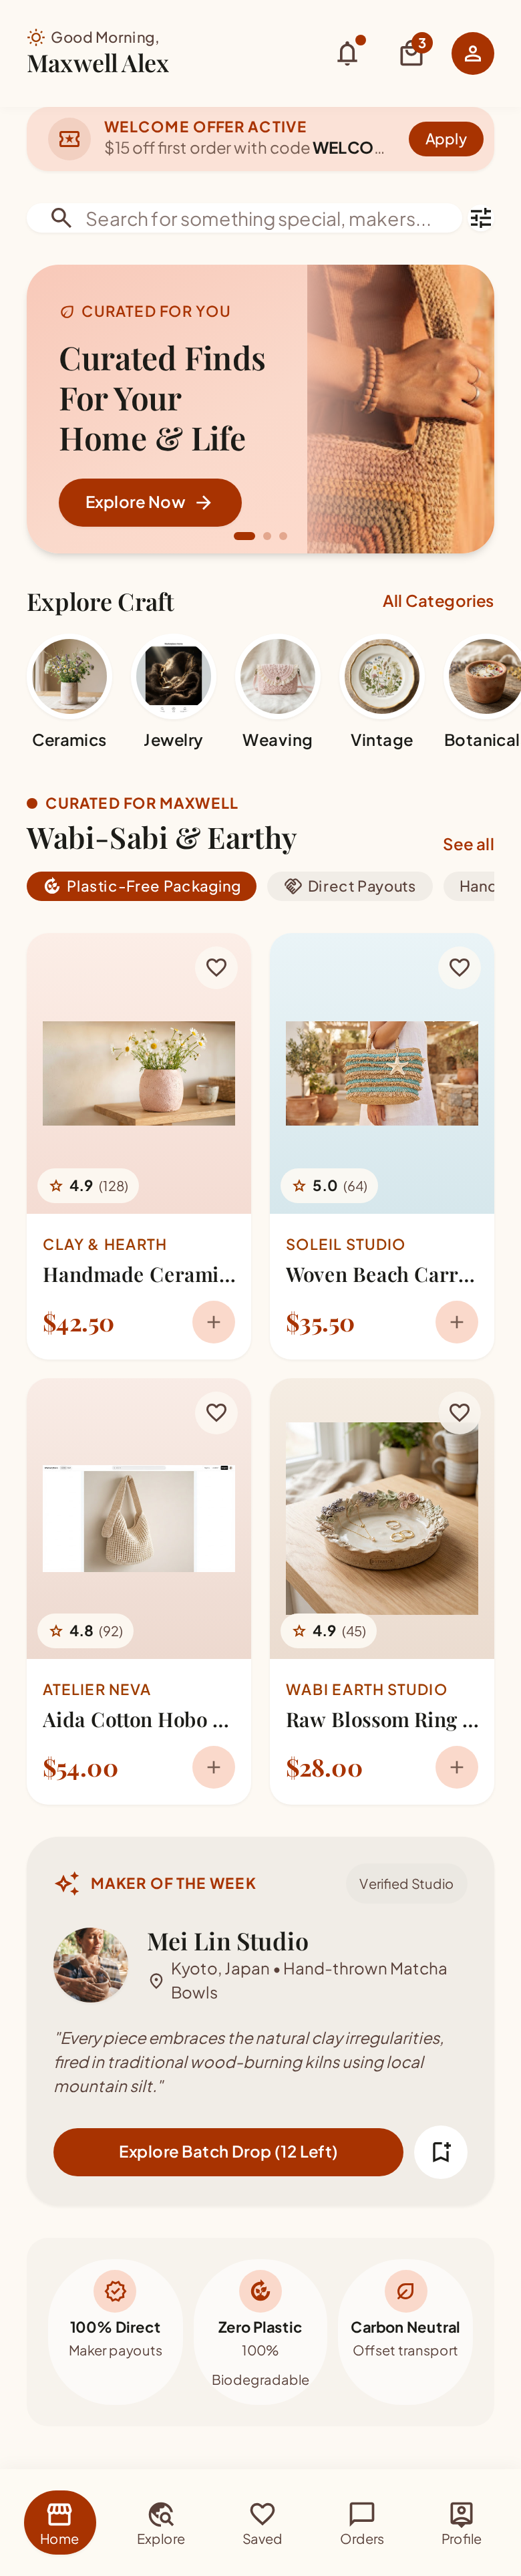 Good Morning,
Maxwell Alex
3
WELCOME OFFER ACTIVE
$15 off first order with code WELCO...
Apply
Search for something special, makers...
CURATED FOR YOU
Curated Finds
For Your
Home & Life
Explore Now
Explore Craft
All Categories
Ceramics
Jewelry
Weaving
Vintage
Botanical
CURATED FOR MAXWELL
Wabi-Sabi & Earthy
See all
Plastic-Free Packaging
Direct Payouts
Hand
4.9 (128)
5.0 (64)
CLAY & HEARTH
SOLEIL STUDIO
Handmade Cerami...
Woven Beach Carr...
$42.50
$35.50
4.8 (92)
4.9 (45)
ATELIER NEVA
WABI EARTH STUDIO
Aida Cotton Hobo ...
Raw Blossom Ring ...
$54.00
$28.00
MAKER OF THE WEEK
Verified Studio
Mei Lin Studio
Kyoto, Japan • Hand-thrown Matcha
Bowls
"Every piece embraces the natural clay irregularities,
fired in traditional wood-burning kilns using local
mountain silt."
Explore Batch Drop (12 Left)
100% Direct
Maker payouts
Zero Plastic
100%
Biodegradable
Carbon Neutral
Offset transport
Home
Explore
Saved
Orders
Profile